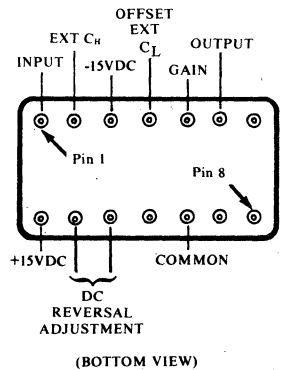 OFFSET
EXT
C_L
EXT C_H
OUTPUT
INPUT
-15VDC
GAIN
Pin 1
Pin 8
+15VDC
COMMON
DC
REVERSAL
ADJUSTMENT
(BOTTOM VIEW)